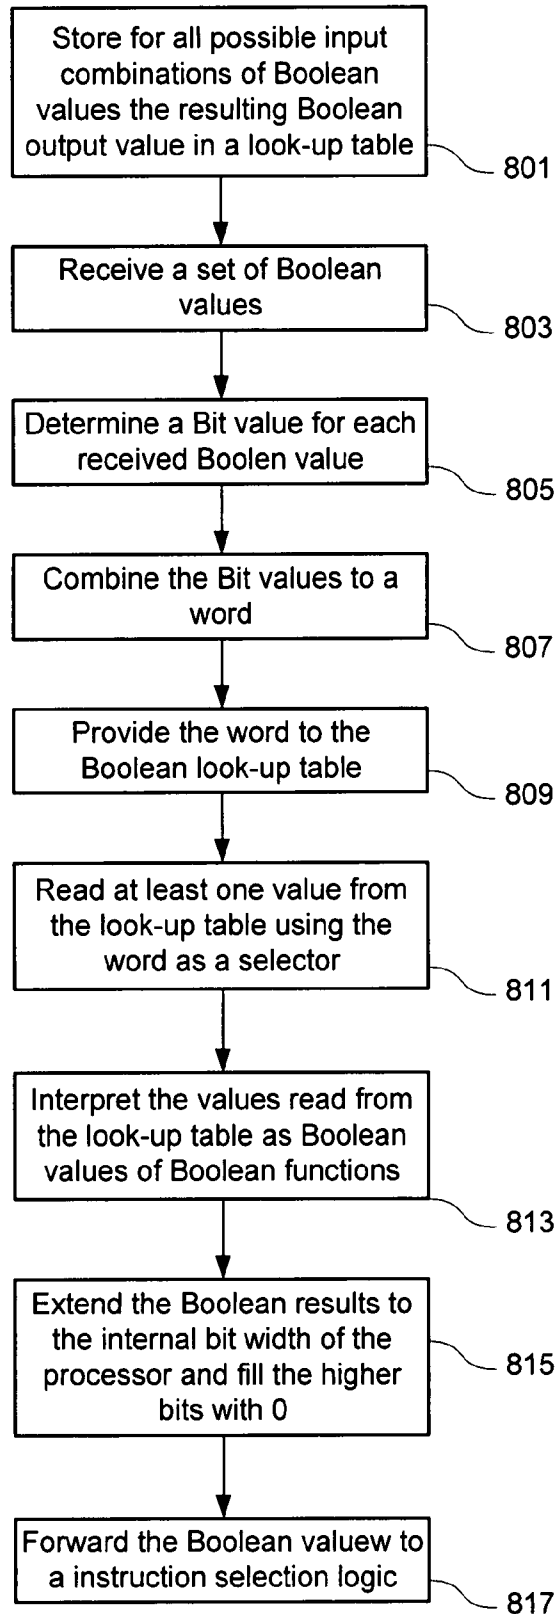 Store for all possible input
combinations of Boolean
values the resulting Boolean
output value in a look-up table
801
Receive a set of Boolean
values
803
Determine a Bit value for each
received Boolen value
805
Combine the Bit values to a
word
807
Provide the word to the
Boolean look-up table
809
Read at least one value from
the look-up table using the
word as a selector
811
Interpret the values read from
the look-up table as Boolean
values of Boolean functions
813
Extend the Boolean results to
the internal bit width of the
processor and fill the higher
bits with 0
815
Forward the Boolean valuew to
a instruction selection logic
817